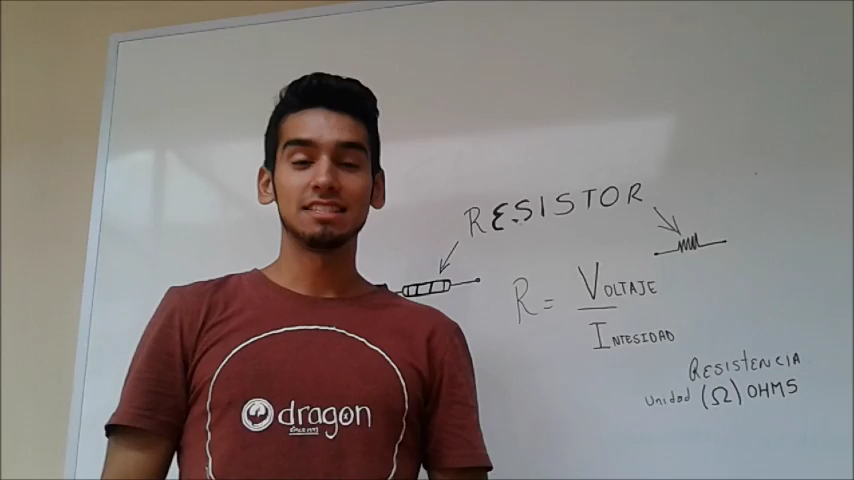 RESISTOR
R = VOLTAJE
INTESIDAD
RESISTENCIA
Unidad (Ω) OHMS
dragon